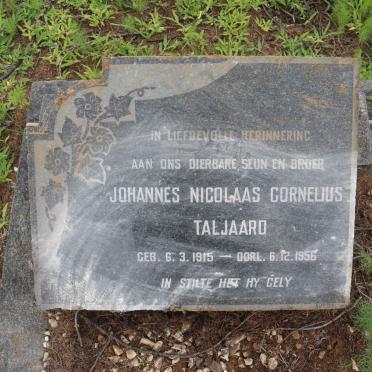 IN LIEFDEVOLLE HERINNERING
AAN ONS DIERBARE SEUN EN BROER
JOHANNES NICOLAAS CORNELIUS
TALJAARD
GEB. 6.3.1915 — OORL. 6.12.1956
IN STILTE HET HY GELY